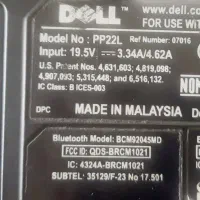 DELL™
www.dell.co
FOR USE WIT
Model No : PP22L Ref Number : 07016
Input: 19.5V ⎓ 3.34A/4.62A
U.S. Patent Nos. 4,631,603; 4,819,098;
4,907,093; 5,315,448; and 6,516,132.
IC Class: B ICES-003
DPC MADE IN MALAYSIA
Bluetooth Model: BCM92045MD
FCC ID: QDS-BRCM1021
IC: 4324A-BRCM1021
SUBTEL: 35129/F-23 No 17.501